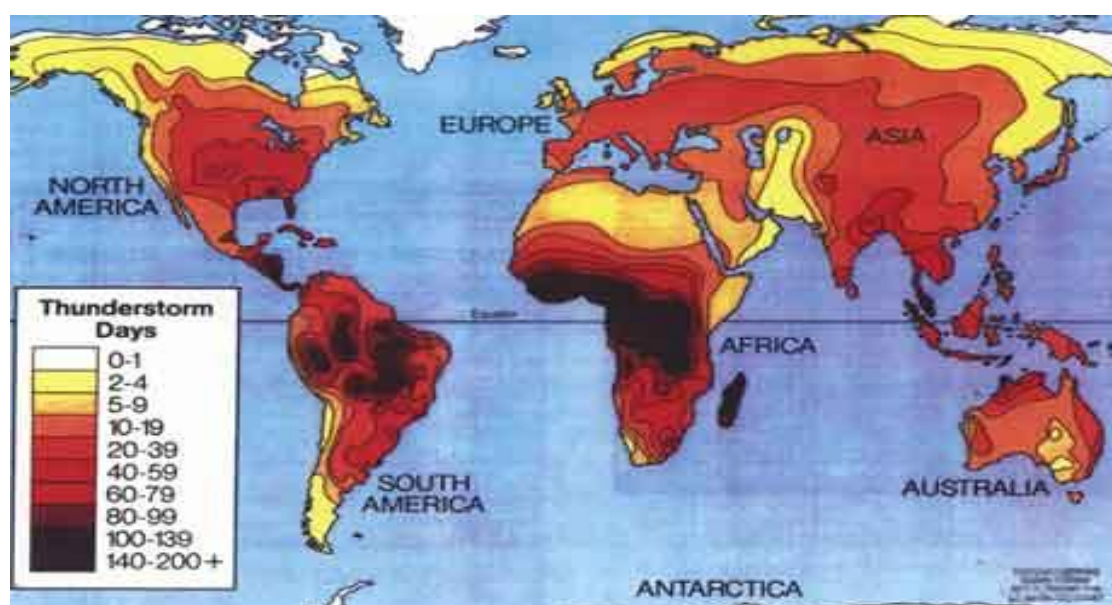 EUROPE
ASIA
NORTH
AMERICA
Thunderstorm
Days
0-1
2-4
5-9
10-19
20-39
40-59
60-79
80-99
100-139
140-200+
Equator
AFRICA
SOUTH
AMERICA
AUSTRALIA
ANTARCTICA